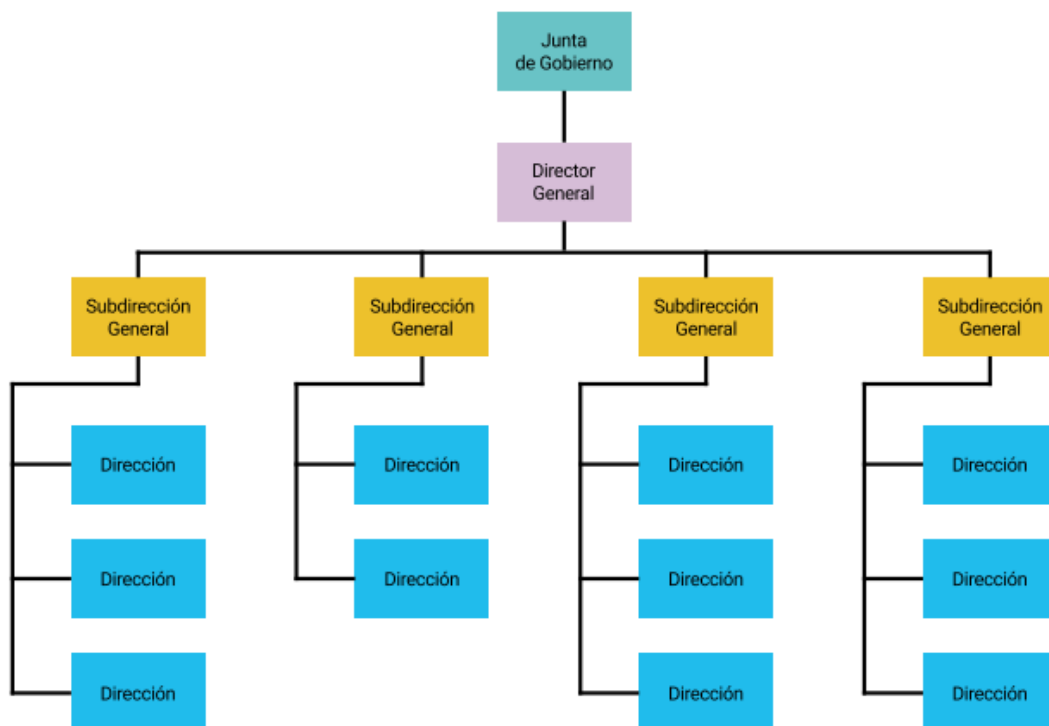 Junta
de Gobierno
Director
General
Subdirección
General
Subdirección
General
Subdirección
General
Subdirección
General
Dirección
Dirección
Dirección
Dirección
Dirección
Dirección
Dirección
Dirección
Dirección
Dirección
Dirección